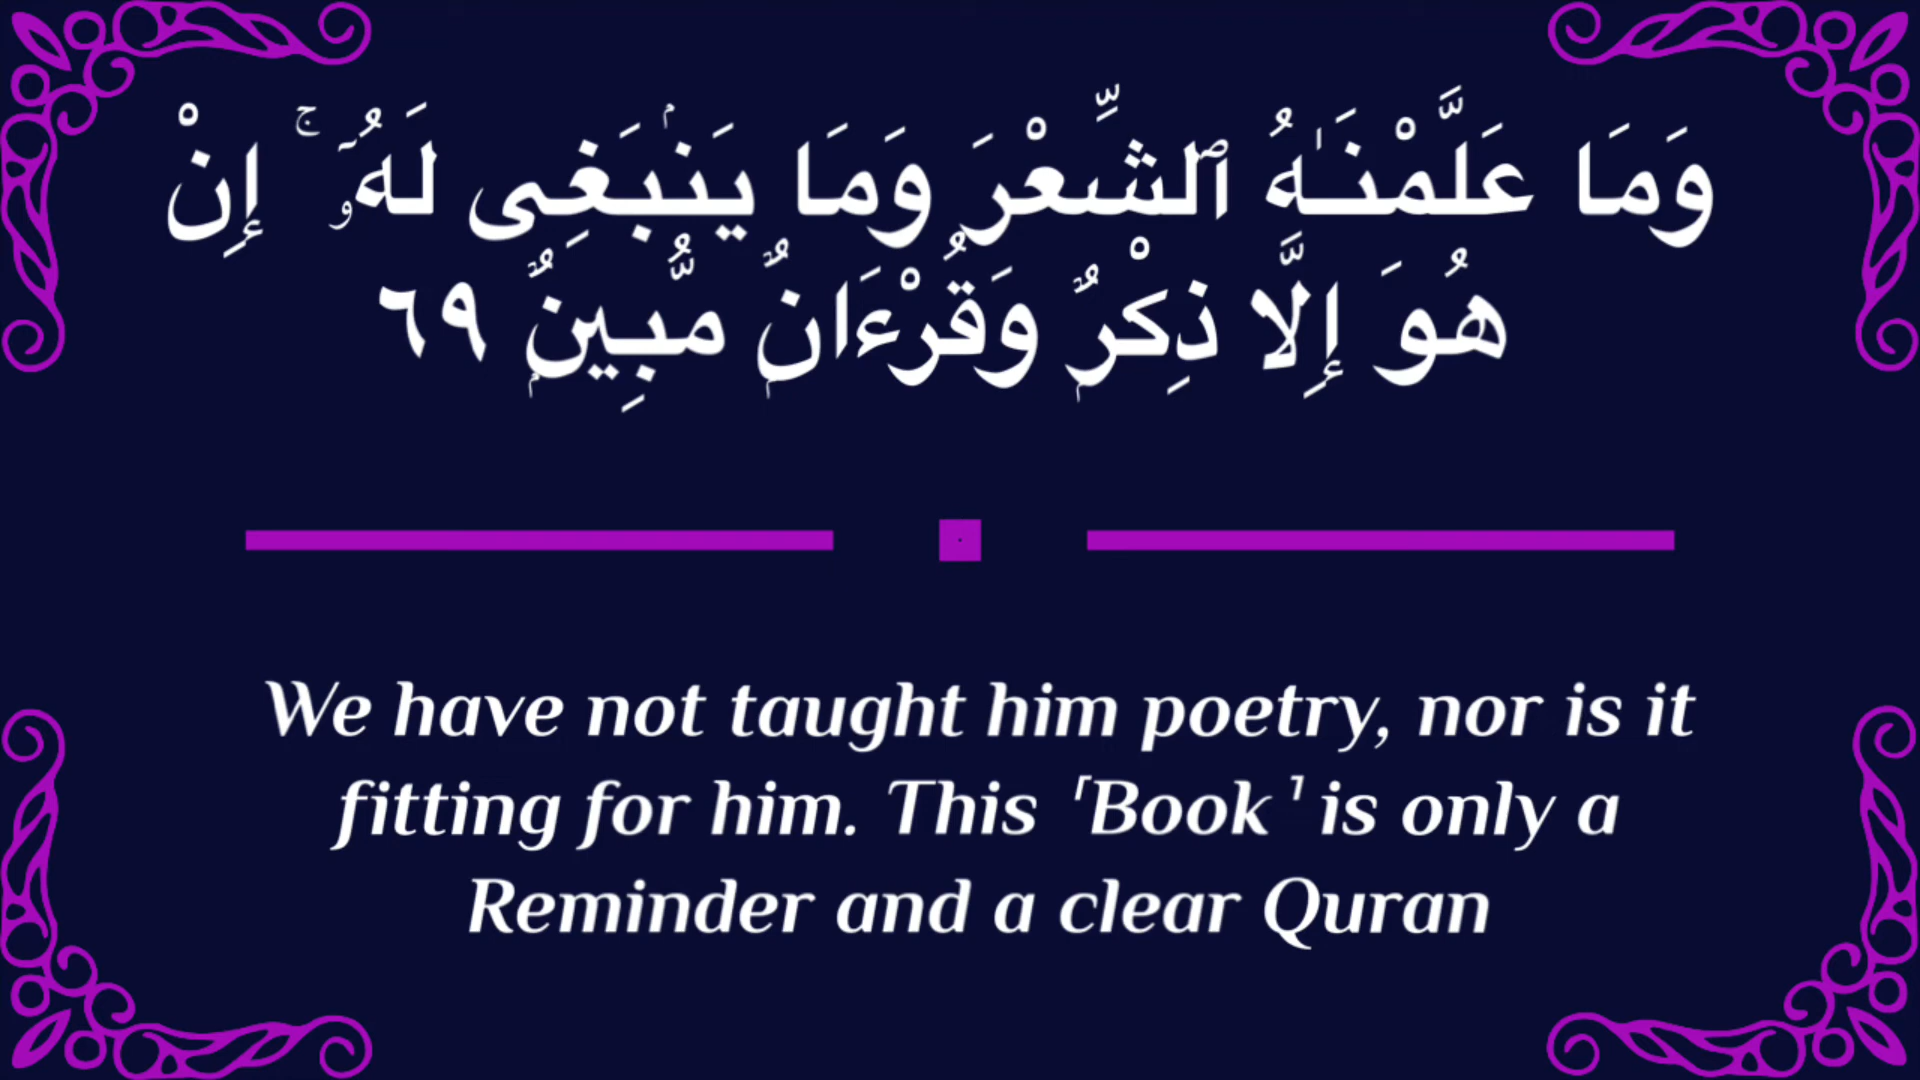 وَمَا عَلَّمْنَـٰهُ ٱلشِّعْرَ وَمَا يَنۢبَغِى لَهُۥٓ ۚ إِنْ
هُوَ إِلَّا ذِكْرٌۭ وَقُرْءَانٌۭ مُّبِينٌۭ ٦٩
We have not taught him poetry, nor is it
fitting for him. This ˹Book˺ is only a
Reminder and a clear Quran